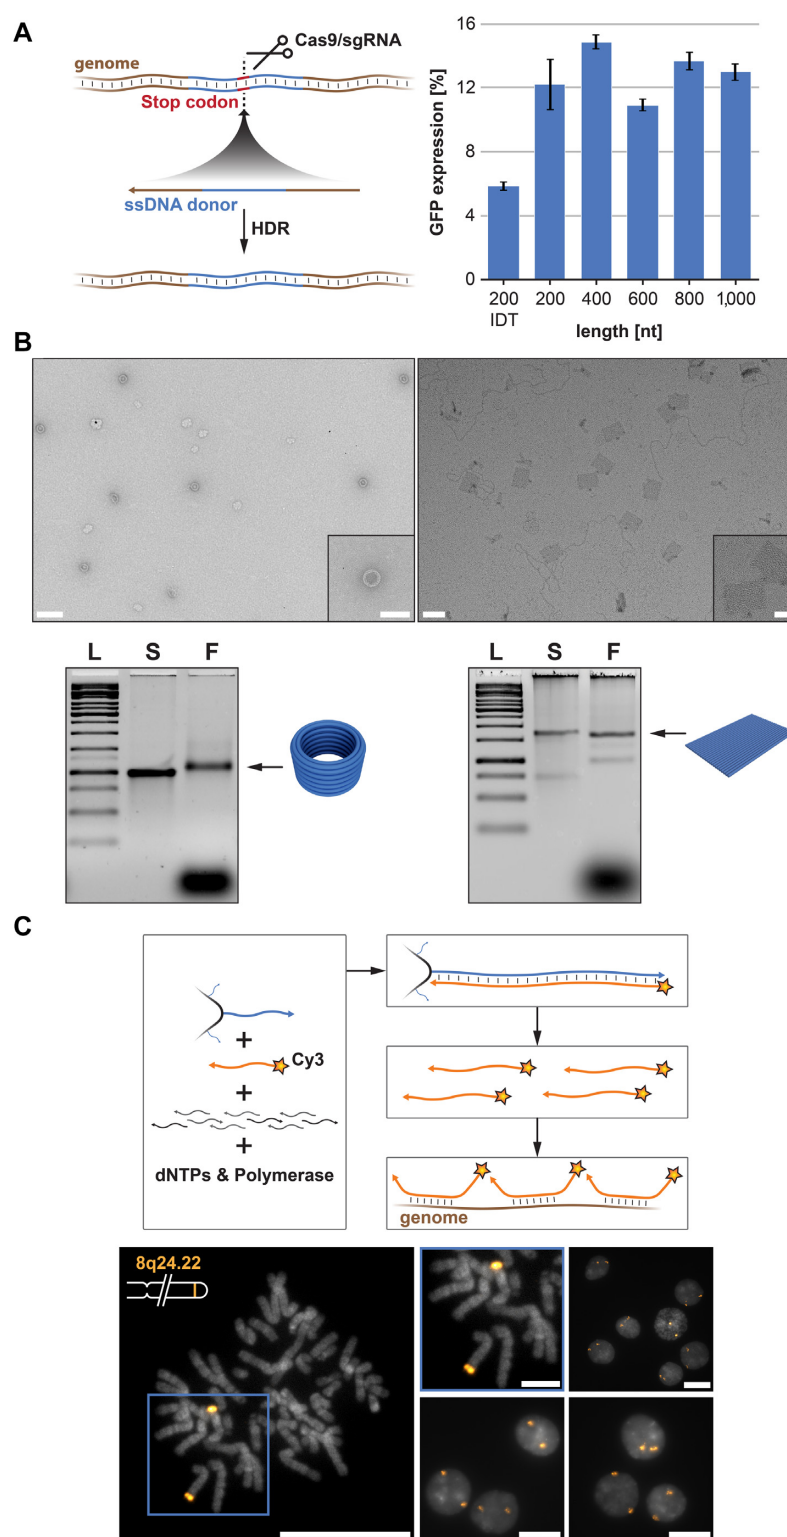 A
Cas9/sgRNA
genome
Stop codon
ssDNA donor
HDR
GFP expression [%]
16
12
8
4
0
200 200 400 600 800 1,000
IDT
length [nt]
B
L S F
L S F
C
Cy3
+
+
+
dNTPs & Polymerase
genome
8q24.22